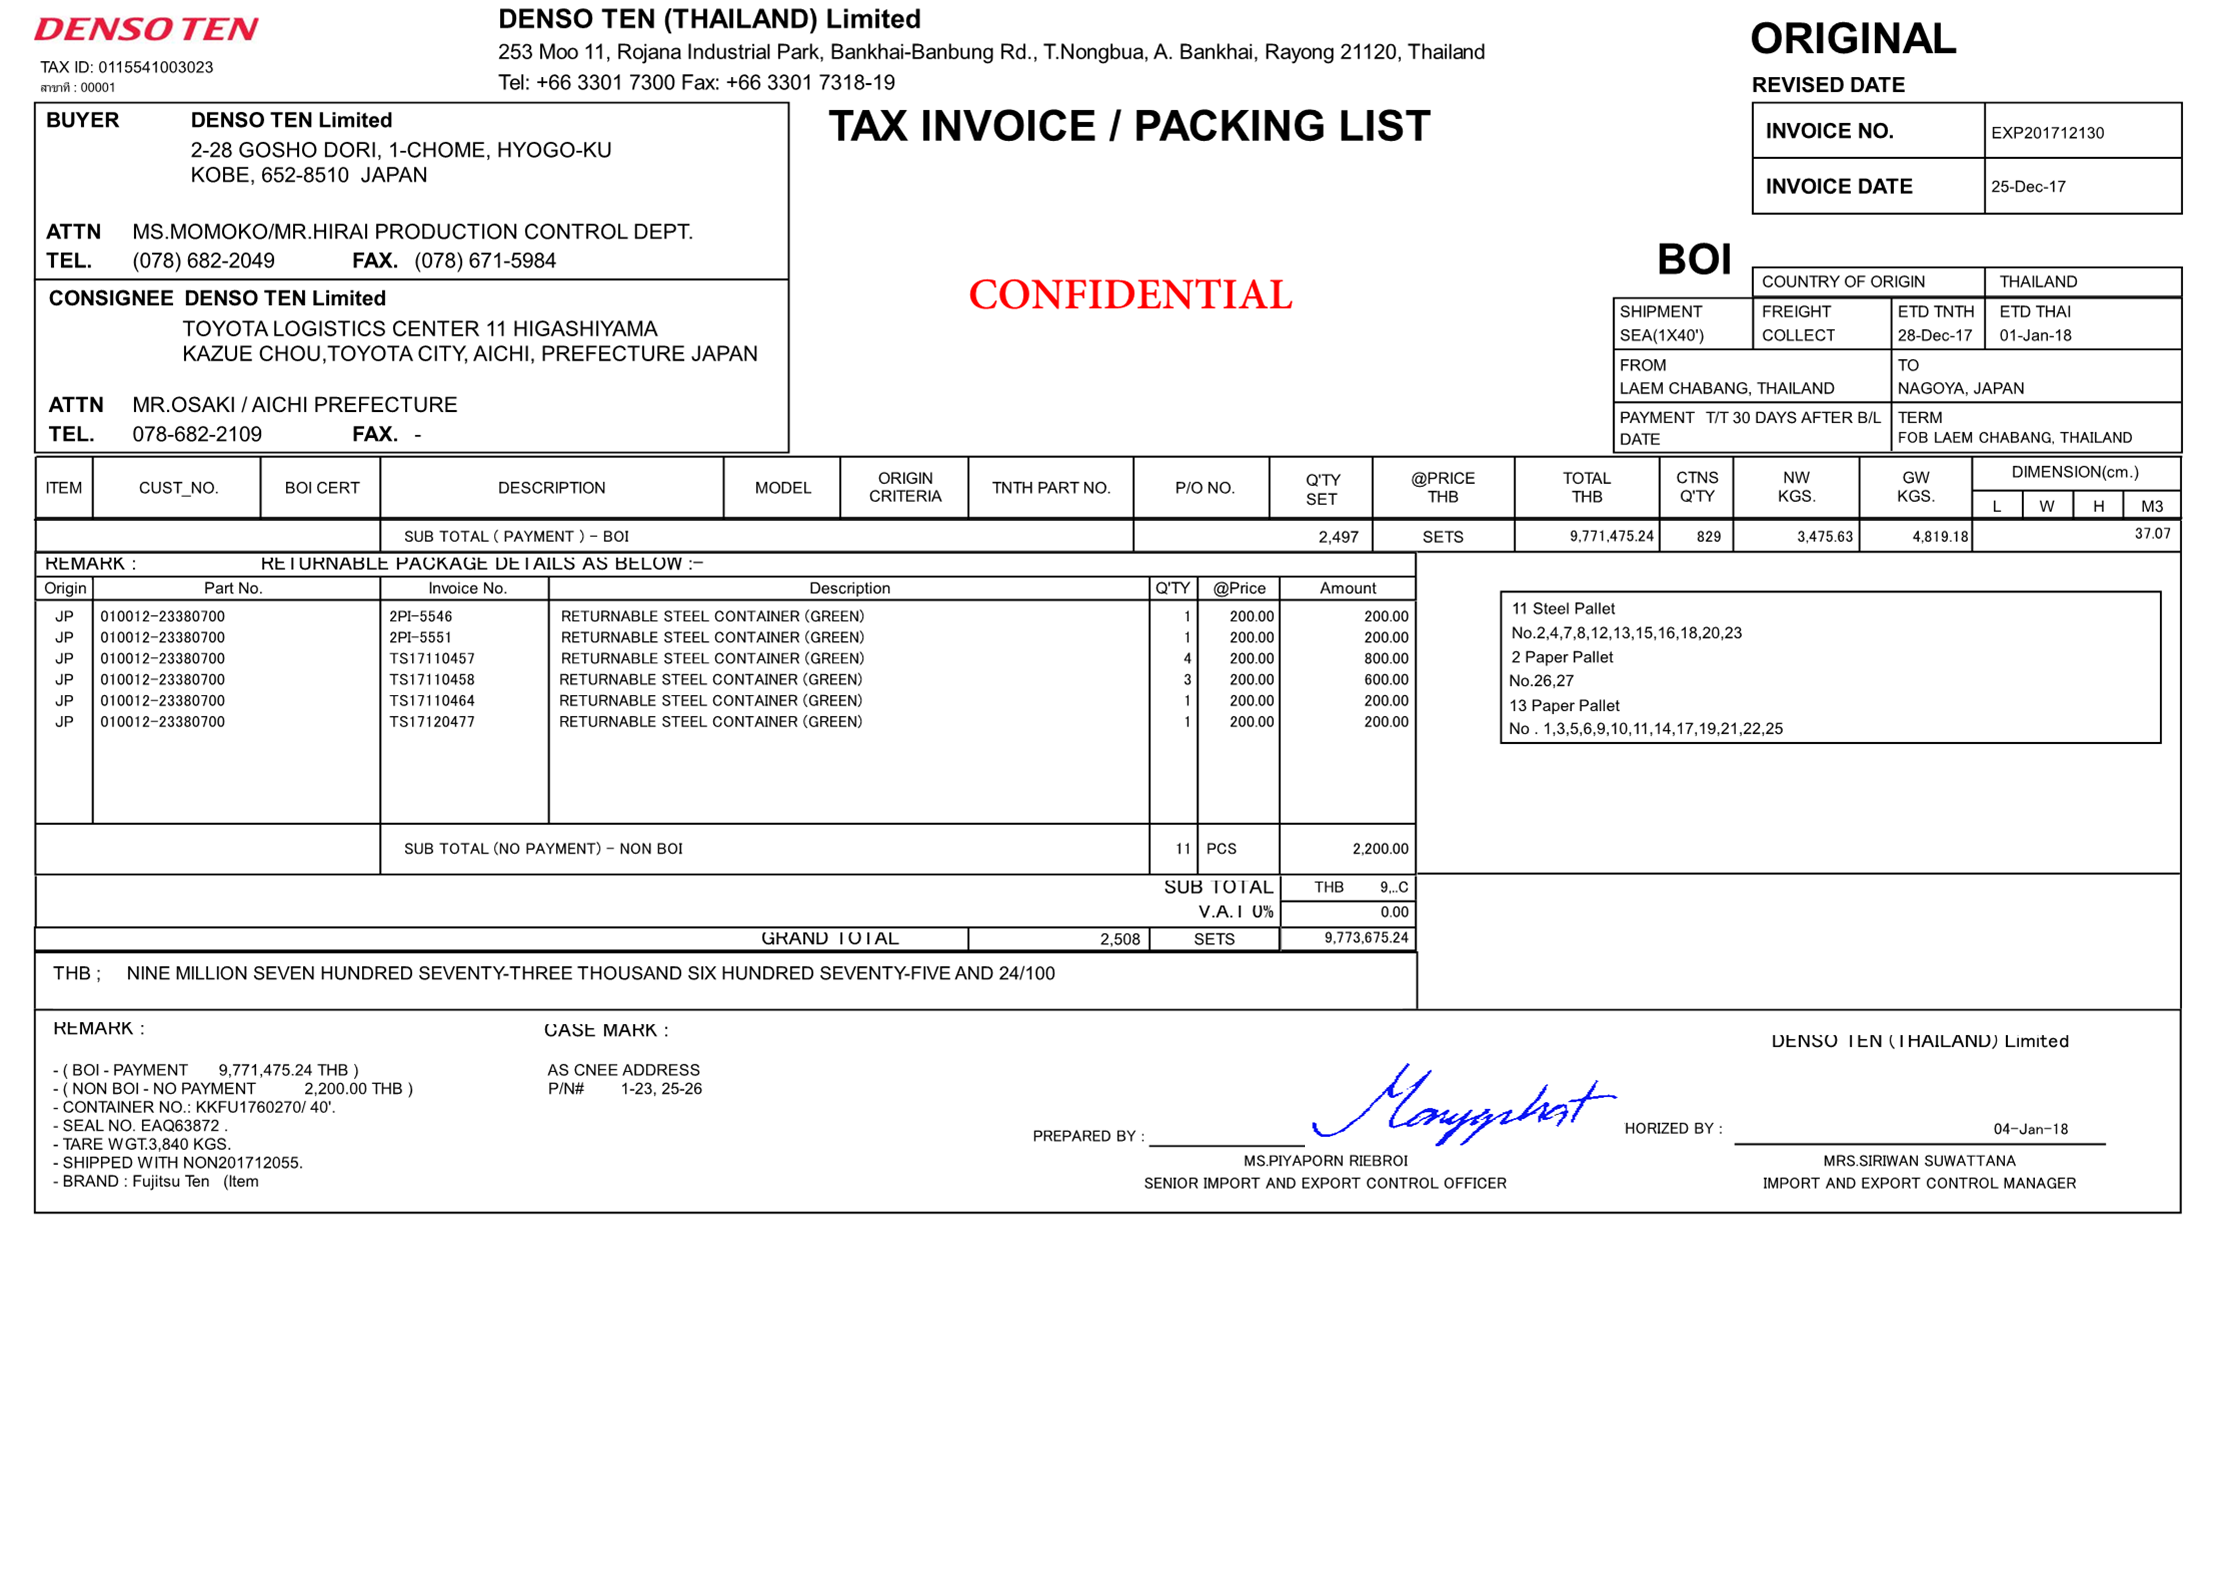 DENSO TEN
TAX ID: 0115541003023
สาขาที่ : 00001
DENSO TEN (THAILAND) Limited
253 Moo 11, Rojana Industrial Park, Bankhai-Banbung Rd., T.Nongbua, A. Bankhai, Rayong 21120, Thailand
Tel: +66 3301 7300 Fax: +66 3301 7318-19
ORIGINAL
REVISED DATE
TAX INVOICE / PACKING LIST
INVOICE NO. EXP201712130
INVOICE DATE 25-Dec-17
BUYER DENSO TEN Limited
2-28 GOSHO DORI, 1-CHOME, HYOGO-KU
KOBE, 652-8510 JAPAN
ATTN MS.MOMOKO/MR.HIRAI PRODUCTION CONTROL DEPT.
TEL. (078) 682-2049 FAX. (078) 671-5984
CONSIGNEE DENSO TEN Limited
TOYOTA LOGISTICS CENTER 11 HIGASHIYAMA
KAZUE CHOU,TOYOTA CITY, AICHI, PREFECTURE JAPAN
ATTN MR.OSAKI / AICHI PREFECTURE
TEL. 078-682-2109 FAX. -
CONFIDENTIAL
BOI
COUNTRY OF ORIGIN THAILAND
SHIPMENT FREIGHT ETD TNTH ETD THAI
SEA(1X40') COLLECT 28-Dec-17 01-Jan-18
FROM TO
LAEM CHABANG, THAILAND NAGOYA, JAPAN
PAYMENT T/T 30 DAYS AFTER B/L TERM
DATE FOB LAEM CHABANG, THAILAND
ITEM CUST_NO. BOI CERT DESCRIPTION MODEL ORIGIN CRITERIA TNTH PART NO. P/O NO. Q'TY SET @PRICE THB TOTAL THB CTNS Q'TY NW KGS. GW KGS. DIMENSION(cm.)
L W H M3
SUB TOTAL ( PAYMENT ) - BOI 2,497 SETS 9,771,475.24 829 3,475.63 4,819.18 37.07
REMARK : RETURNABLE PACKAGE DETAILS AS BELOW :-
Origin Part No. Invoice No. Description Q'TY @Price Amount
JP 010012-23380700 2PI-5546 RETURNABLE STEEL CONTAINER (GREEN) 1 200.00 200.00
JP 010012-23380700 2PI-5551 RETURNABLE STEEL CONTAINER (GREEN) 1 200.00 200.00
JP 010012-23380700 TS17110457 RETURNABLE STEEL CONTAINER (GREEN) 4 200.00 800.00
JP 010012-23380700 TS17110458 RETURNABLE STEEL CONTAINER (GREEN) 3 200.00 600.00
JP 010012-23380700 TS17110464 RETURNABLE STEEL CONTAINER (GREEN) 1 200.00 200.00
JP 010012-23380700 TS17120477 RETURNABLE STEEL CONTAINER (GREEN) 1 200.00 200.00
11 Steel Pallet
No.2,4,7,8,12,13,15,16,18,20,23
2 Paper Pallet
No.26,27
13 Paper Pallet
No . 1,3,5,6,9,10,11,14,17,19,21,22,25
SUB TOTAL (NO PAYMENT) - NON BOI 11 PCS 2,200.00
SUB TOTAL THB 9,..C
V.A.T 0% 0.00
GRAND TOTAL 2,508 SETS 9,773,675.24
THB ; NINE MILLION SEVEN HUNDRED SEVENTY-THREE THOUSAND SIX HUNDRED SEVENTY-FIVE AND 24/100
REMARK :
- ( BOI - PAYMENT 9,771,475.24 THB )
- ( NON BOI - NO PAYMENT 2,200.00 THB )
- CONTAINER NO.: KKFU1760270/ 40'.
- SEAL NO. EAQ63872 .
- TARE WGT.3,840 KGS.
- SHIPPED WITH NON201712055.
- BRAND : Fujitsu Ten (Item
CASE MARK :
AS CNEE ADDRESS
P/N# 1-23, 25-26
DENSO TEN (THAILAND) Limited
PREPARED BY :
MS.PIYAPORN RIEBROI
SENIOR IMPORT AND EXPORT CONTROL OFFICER
HORIZED BY : 04-Jan-18
MRS.SIRIWAN SUWATTANA
IMPORT AND EXPORT CONTROL MANAGER